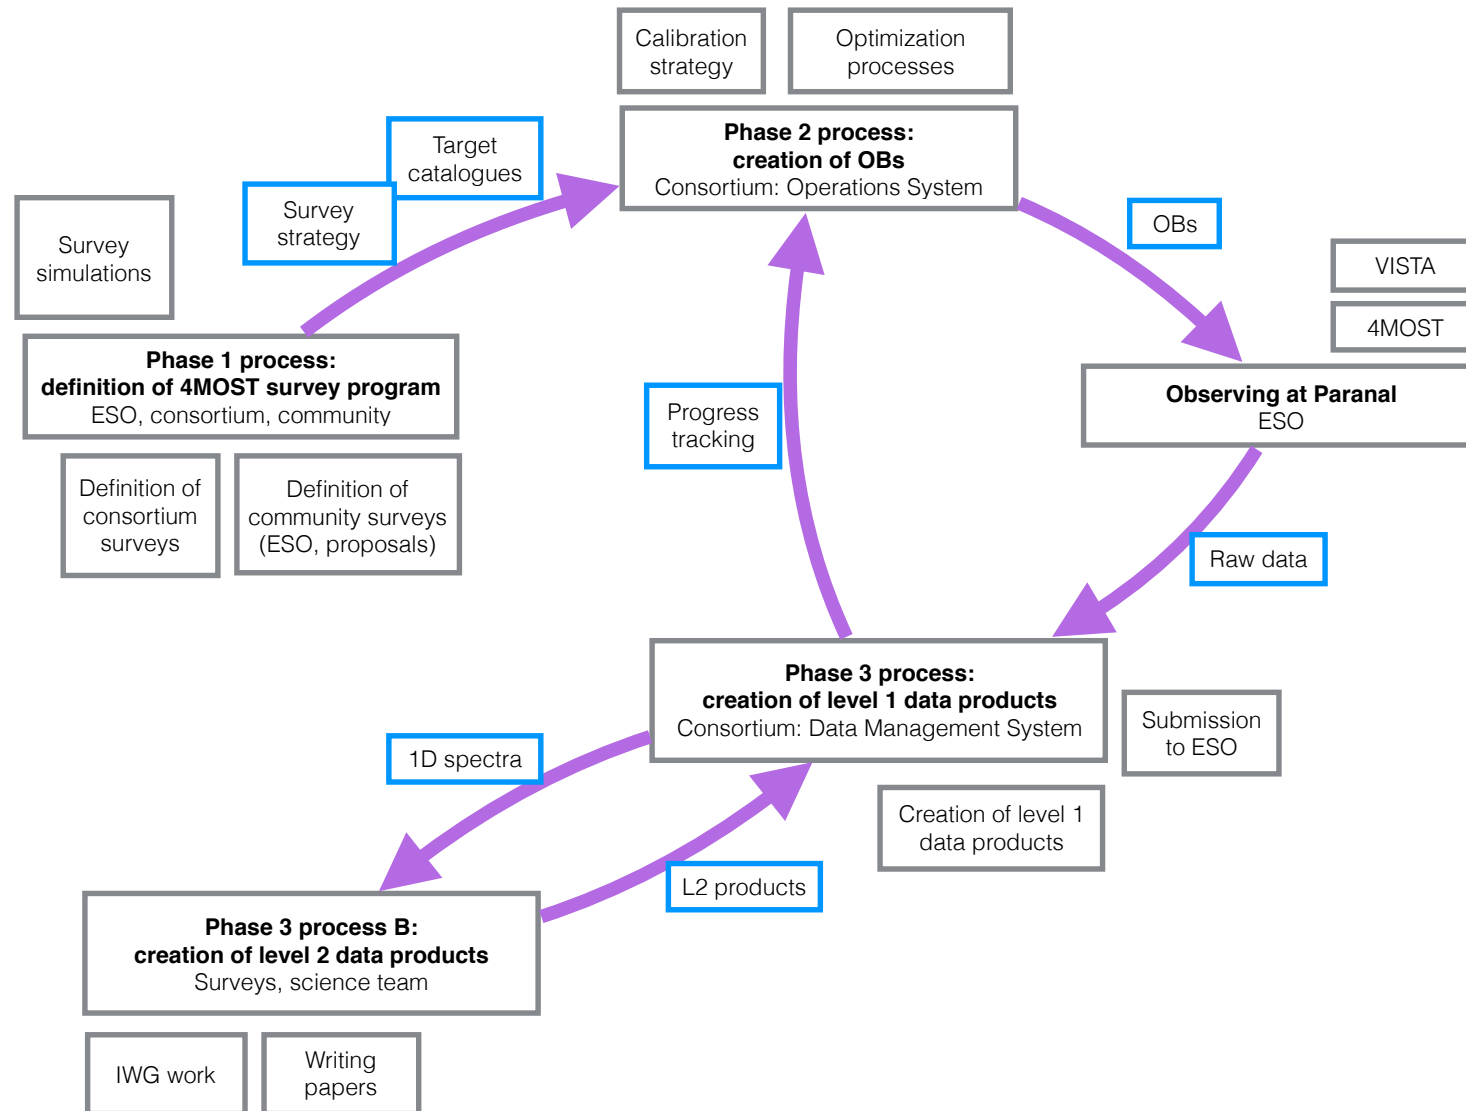 Calibration
strategy
Optimization
processes
Target
catalogues
Phase 2 process:
creation of OBs
Consortium: Operations System
Survey
strategy
OBs
Survey
simulations
VISTA
4MOST
Phase 1 process:
definition of 4MOST survey program
ESO, consortium, community
Observing at Paranal
ESO
Progress
tracking
Definition of
consortium
surveys
Definition of
community surveys
(ESO, proposals)
Raw data
Phase 3 process:
creation of level 1 data products
Consortium: Data Management System
Submission
to ESO
1D spectra
Creation of level 1
data products
L2 products
Phase 3 process B:
creation of level 2 data products
Surveys, science team
IWG work
Writing
papers